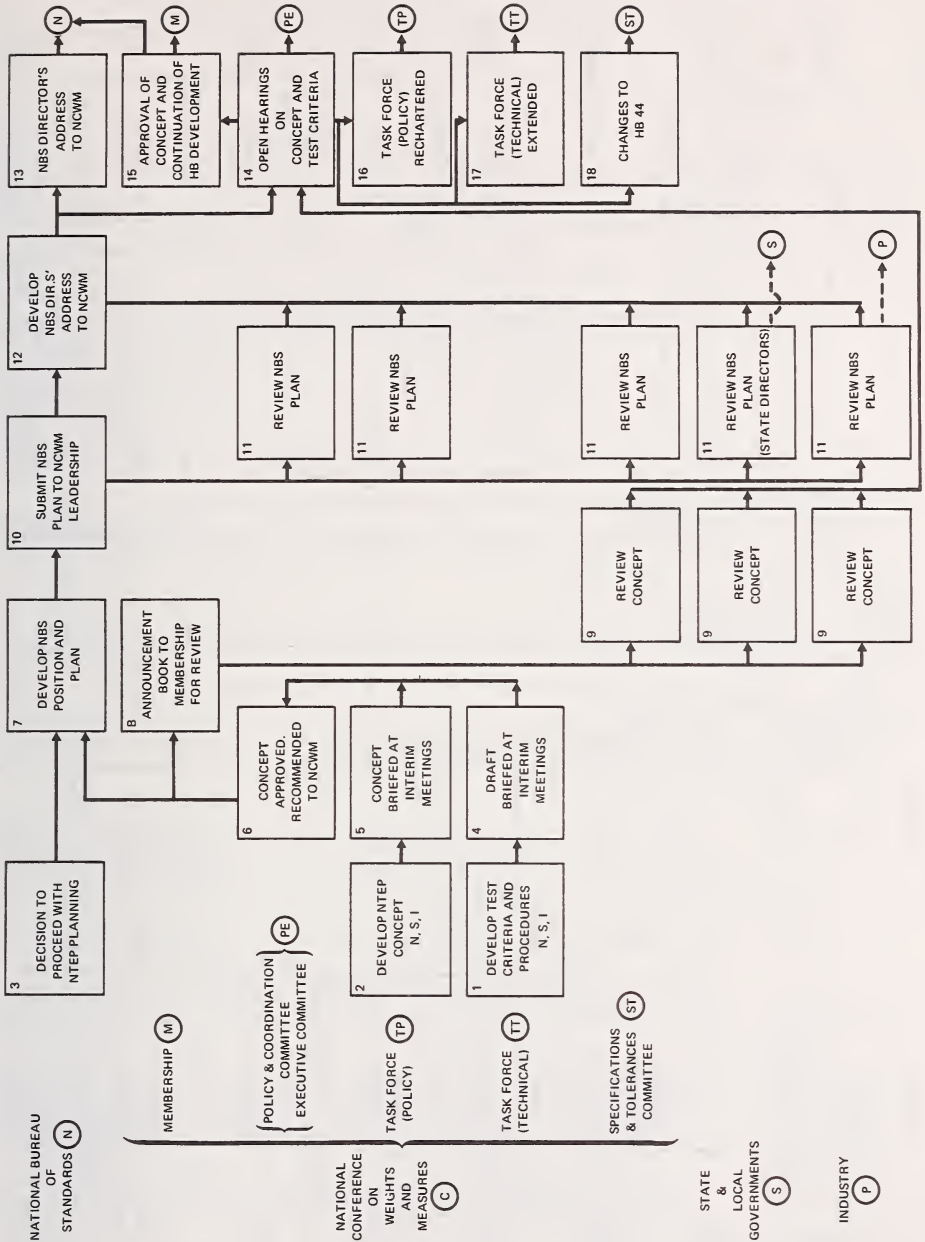 NATIONAL BUREAU
OF
STANDARDS
N
NATIONAL
CONFERENCE
ON
WEIGHTS
AND
MEASURES
C
MEMBERSHIP
M
POLICY & COORDINATION
COMMITTEE
EXECUTIVE COMMITTEE
PE
TASK FORCE
(POLICY)
TP
TASK FORCE
(TECHNICAL)
TT
SPECIFICATIONS
& TOLERANCES
COMMITTEE
ST
STATE
&
LOCAL
GOVERNMENTS
S
INDUSTRY
P
3
DECISION TO
PROCEED WITH
NTEP PLANNING
2
DEVELOP NTEP
CONCEPT
N, S, I
1
DEVELOP TEST
CRITERIA AND
PROCEDURES
N, S, I
5
CONCEPT
BRIEFED AT
INTERIM
MEETINGS
4
DRAFT
BRIEFED AT
INTERIM
MEETINGS
6
CONCEPT
APPROVED.
RECOMMENDED
TO NCWM
7
DEVELOP NBS
POSITION AND
PLAN
8
ANNOUNCEMENT
BOOK TO
MEMBERSHIP
FOR REVIEW
9
REVIEW
CONCEPT
9
REVIEW
CONCEPT
9
REVIEW
CONCEPT
10
SUBMIT NBS
PLAN TO NCWM
LEADERSHIP
11
REVIEW NBS
PLAN
11
REVIEW NBS
PLAN
11
REVIEW NBS
PLAN
11
REVIEW NBS
PLAN
(STATE DIRECTORS)
11
REVIEW NBS
PLAN
12
DEVELOP
NBS DIR.S'
ADDRESS
TO NCWM
S
P
13
NBS DIRECTOR'S
ADDRESS
TO NCWM
N
15
APPROVAL OF
CONCEPT AND
CONTINUATION OF
HB DEVELOPMENT
M
14
OPEN HEARINGS
ON
CONCEPT AND
TEST CRITERIA
PE
16
TASK FORCE
(POLICY)
RECHARTERED
TP
17
TASK FORCE
(TECHNICAL)
EXTENDED
TT
18
CHANGES TO
HB 44
ST